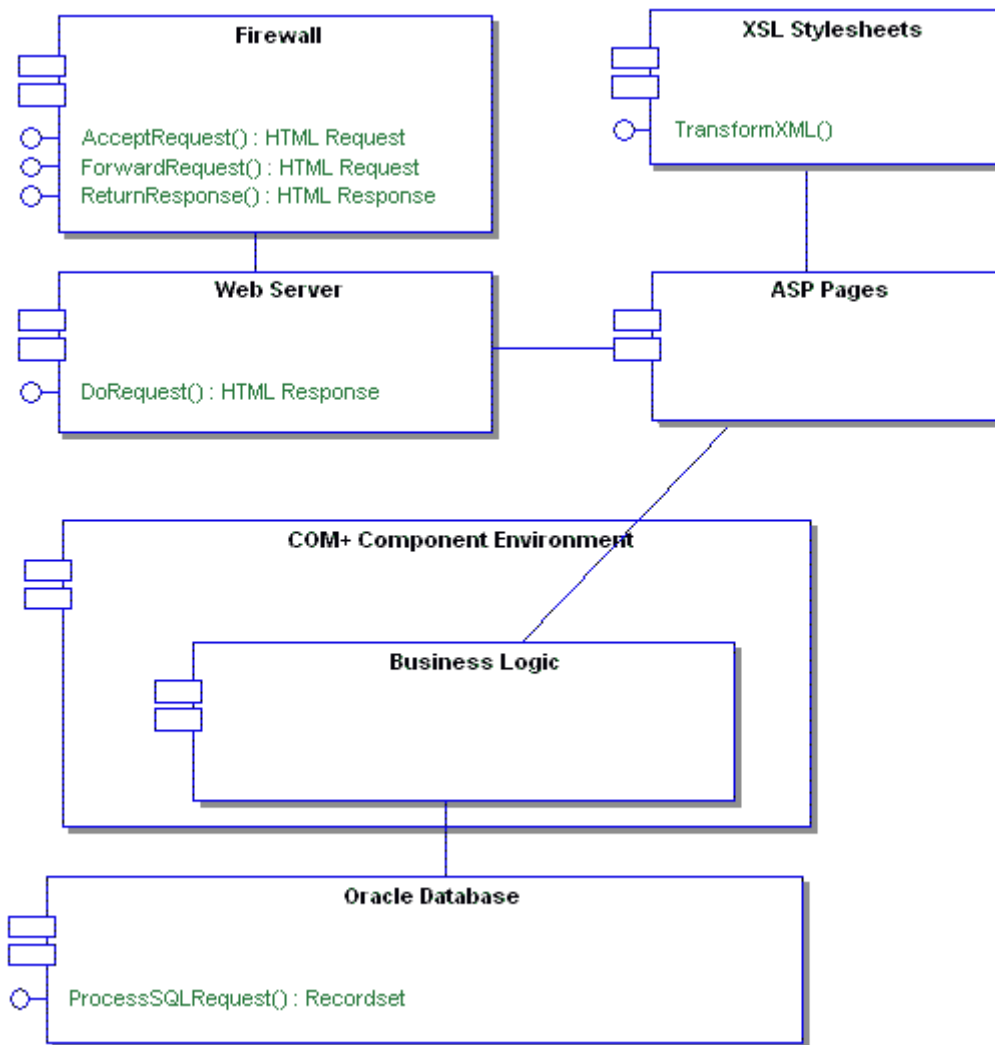 Firewall
AcceptRequest() : HTML Request
ForwardRequest() : HTML Request
ReturnResponse() : HTML Response
XSL Stylesheets
TransformXML()
Web Server
DoRequest() : HTML Response
ASP Pages
COM+ Component Environment
Business Logic
Oracle Database
ProcessSQLRequest() : Recordset